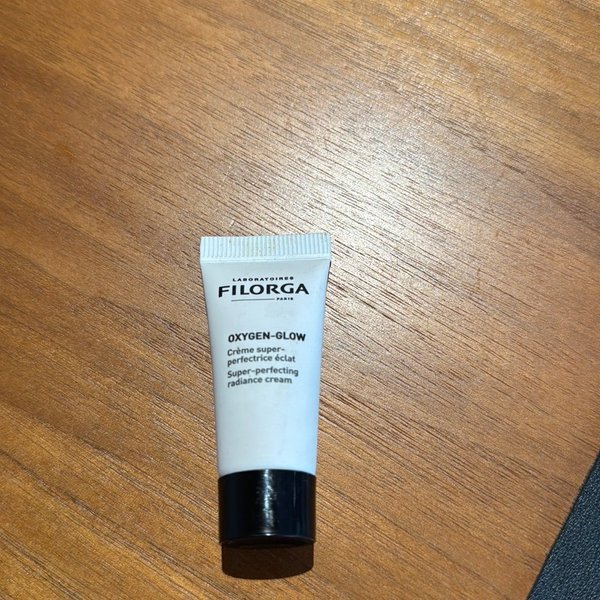 LABORATOIRES
FILORGA
PARIS
OXYGEN-GLOW
Crème super-
perfectrice éclat
Super-perfecting
radiance cream